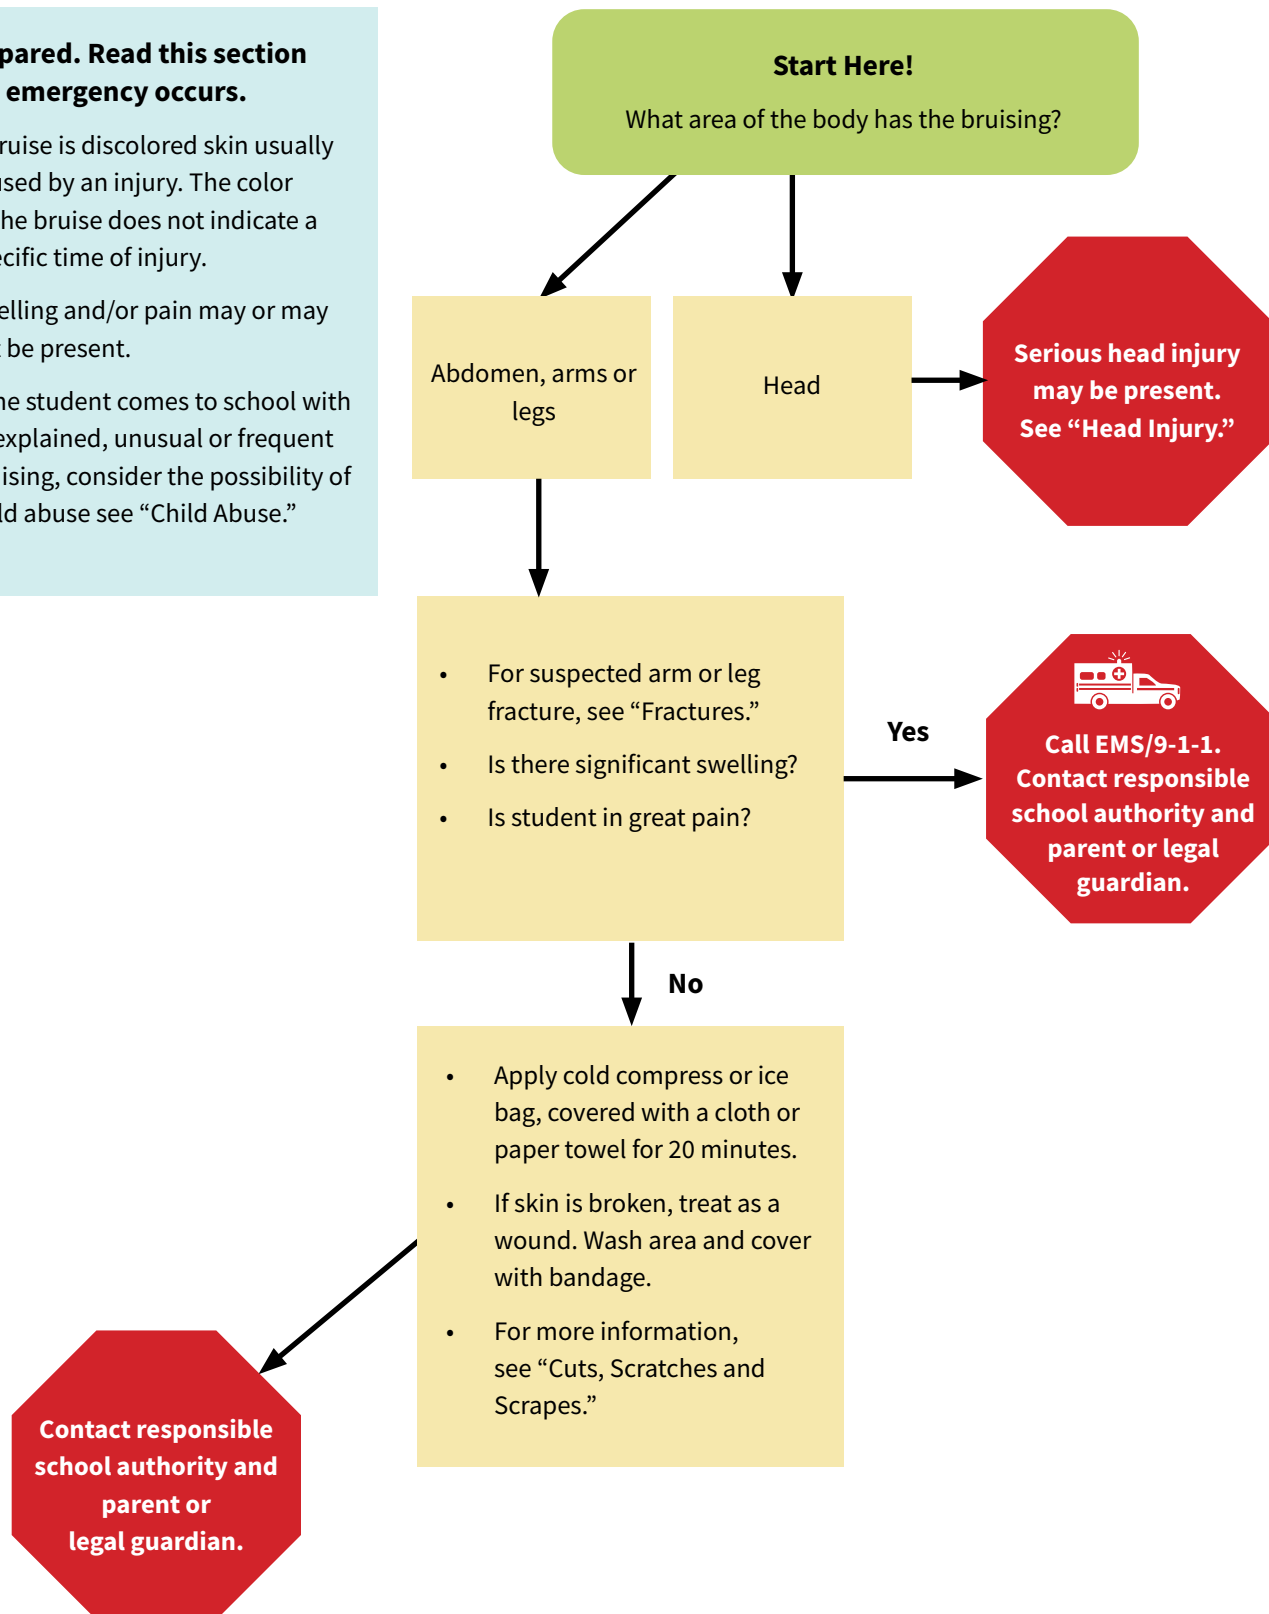 pared. Read this section
emergency occurs.
ruise is discolored skin usually
used by an injury. The color
he bruise does not indicate a
ecific time of injury.
elling and/or pain may or may
t be present.
he student comes to school with
explained, unusual or frequent
uising, consider the possibility of
ld abuse see “Child Abuse.”
Start Here!
What area of the body has the bruising?
Abdomen, arms or
legs
Head
Serious head injury
may be present.
See “Head Injury.”
• For suspected arm or leg
fracture, see “Fractures.”
• Is there significant swelling?
• Is student in great pain?
Yes
Call EMS/9-1-1.
Contact responsible
school authority and
parent or legal
guardian.
No
• Apply cold compress or ice
bag, covered with a cloth or
paper towel for 20 minutes.
• If skin is broken, treat as a
wound. Wash area and cover
with bandage.
• For more information,
see “Cuts, Scratches and
Scrapes.”
Contact responsible
school authority and
parent or
legal guardian.